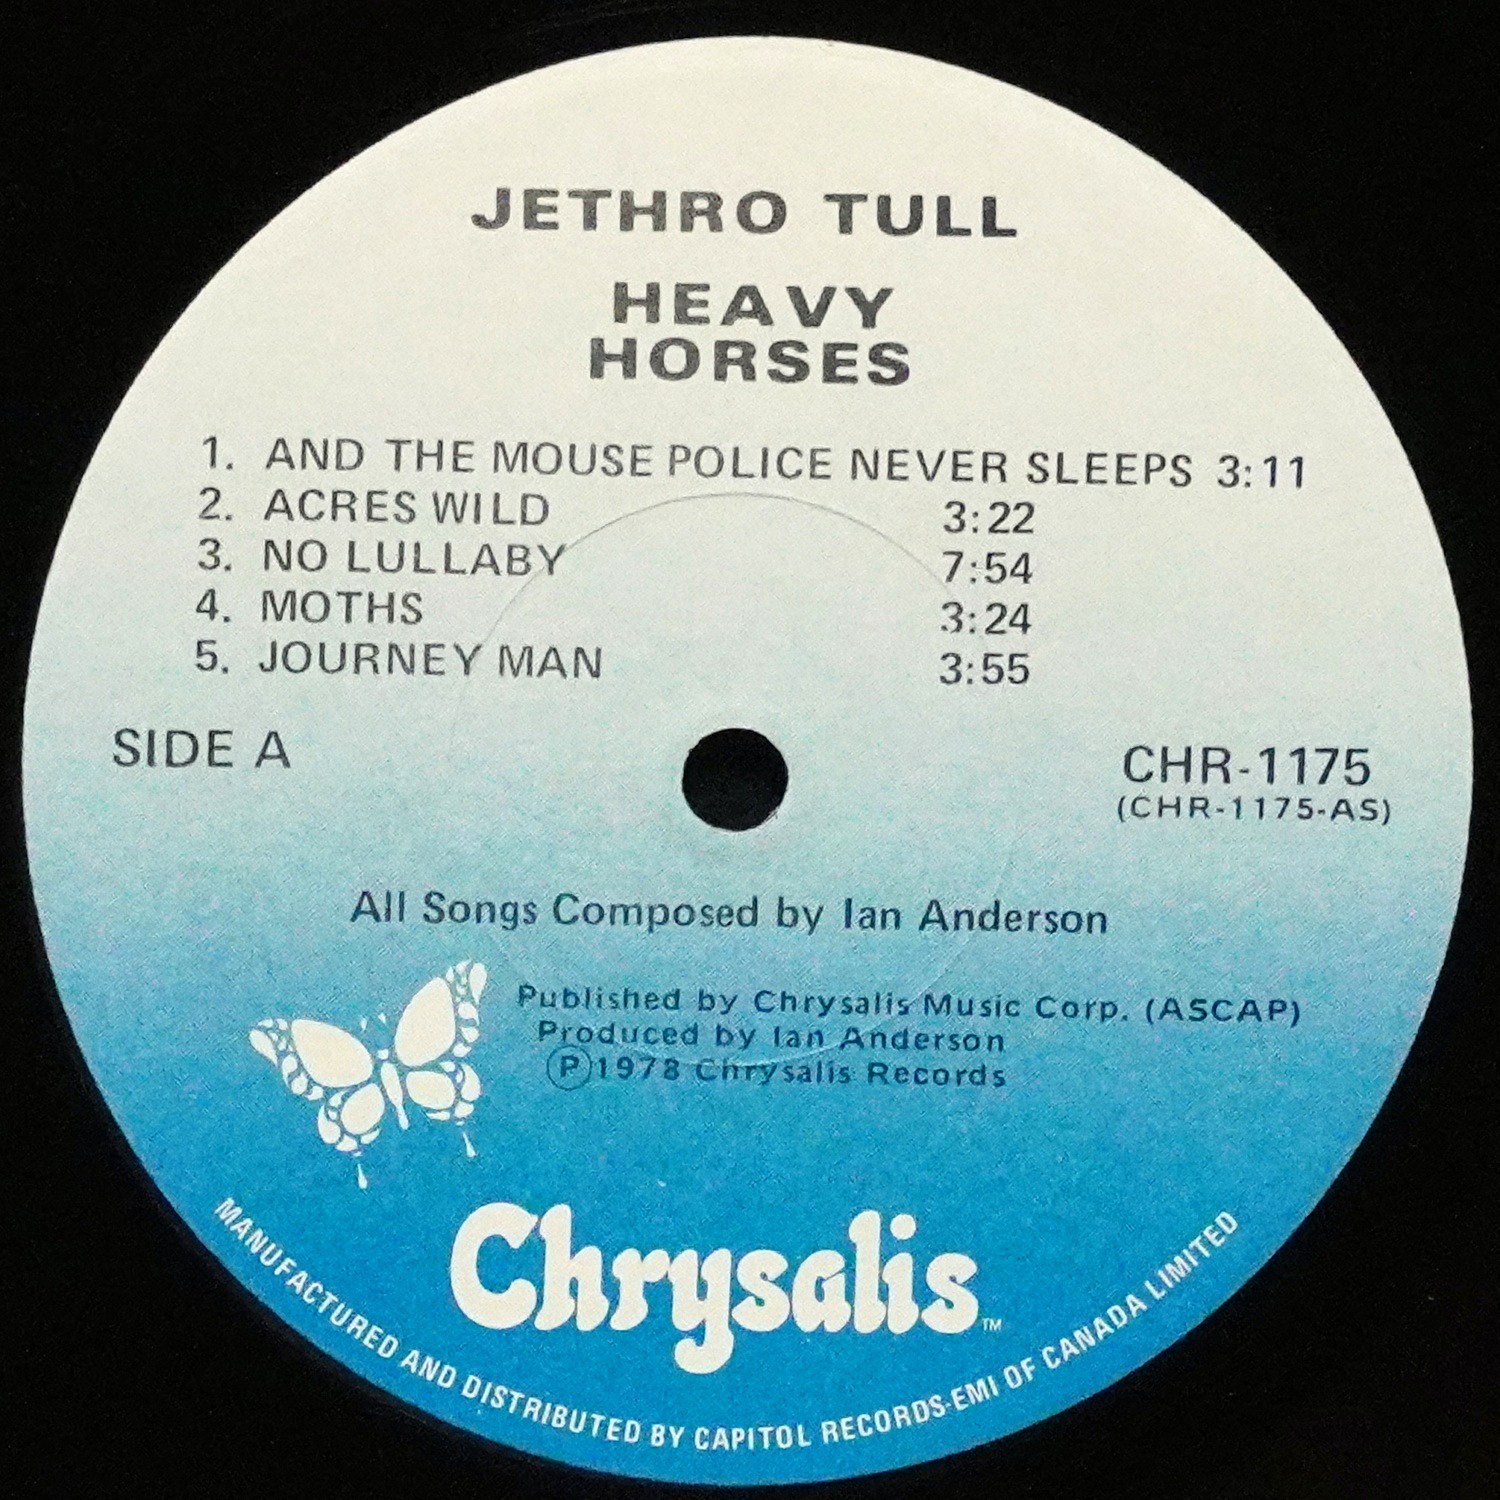 JETHRO TULL
HEAVY
HORSES
1. AND THE MOUSE POLICE NEVER SLEEPS 3:11
2. ACRES WILD 3:22
3. NO LULLABY 7:54
4. MOTHS 3:24
5. JOURNEY MAN 3:55
SIDE A
CHR-1175
(CHR-1175-AS)
All Songs Composed by Ian Anderson
Published by Chrysalis Music Corp. (ASCAP)
Produced by Ian Anderson
Ⓟ1978 Chrysalis Records
Chrysalis™
MANUFACTURED AND DISTRIBUTED BY CAPITOL RECORDS-EMI OF CANADA LIMITED